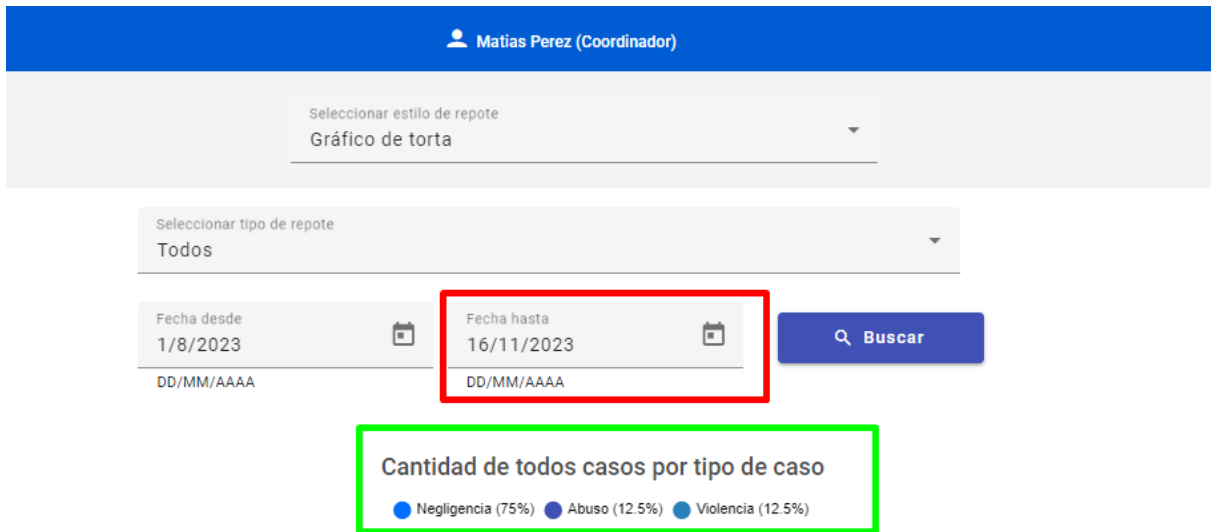 Matias Perez (Coordinador)
Seleccionar estilo de repote
Gráfico de torta
Seleccionar tipo de repote
Todos
Fecha desde
1/8/2023
DD/MM/AAAA
Fecha hasta
16/11/2023
DD/MM/AAAA
Buscar
Cantidad de todos casos por tipo de caso
Negligencia (75%) Abuso (12.5%) Violencia (12.5%)